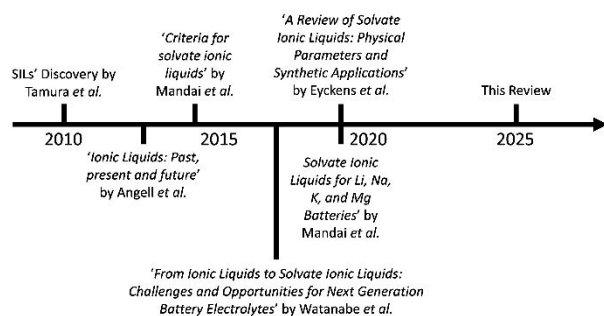 'A Review of Solvate
Ionic Liquids: Physical
Parameters and
Synthetic Applications'
by Eyckens et al.
'Criteria for
solvate ionic
liquids' by
Mandai et al.
SILs' Discovery by
Tamura et al.
This Review
2010
2015
2020
2025
'Ionic Liquids: Past,
present and future'
by Angell et al.
Solvate Ionic
Liquids for Li, Na,
K, and Mg
Batteries' by
Mandai et al.
'From Ionic Liquids to Solvate Ionic Liquids:
Challenges and Opportunities for Next Generation
Battery Electrolytes' by Watanabe et al.